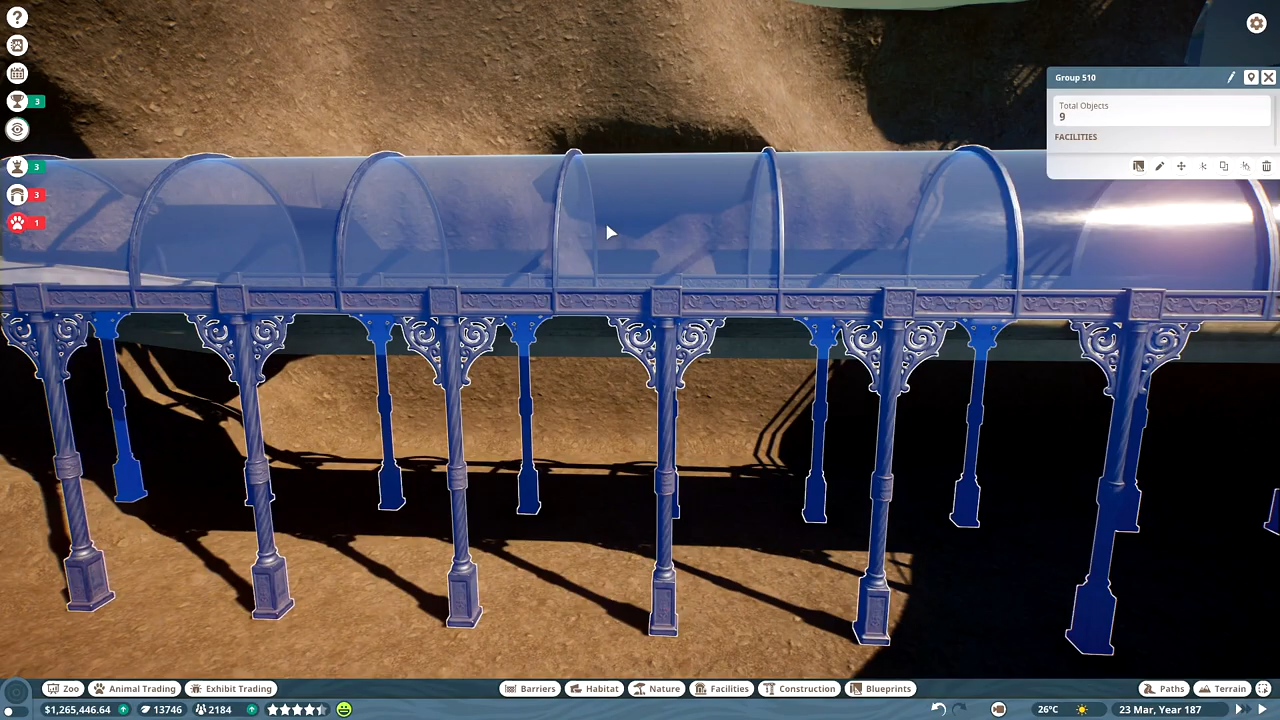 ?
3
3
3
1
Group 510
Total Objects
9
FACILITIES
Zoo
Animal Trading
Exhibit Trading
Barriers
Habitat
Nature
Facilities
Construction
Blueprints
Paths
Terrain
$1,265,446.64
13746
2184
26°C
23 Mar, Year 187